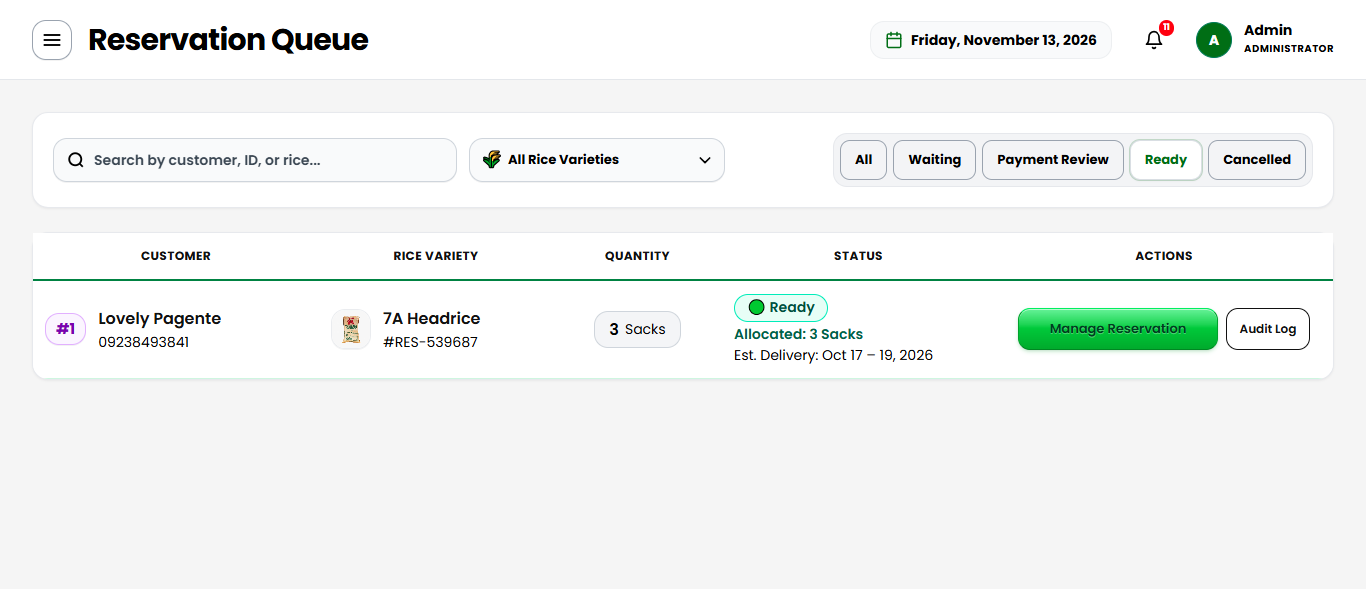 Reservation Queue
Friday, November 13, 2026
11
A
Admin
ADMINISTRATOR
Search by customer, ID, or rice...
All Rice Varieties
All
Waiting
Payment Review
Ready
Cancelled
CUSTOMER
RICE VARIETY
QUANTITY
STATUS
ACTIONS
#1
Lovely Pagente
09238493841
7A Headrice
#RES-539687
3 Sacks
Ready
Allocated: 3 Sacks
Est. Delivery: Oct 17 – 19, 2026
Manage Reservation
Audit Log